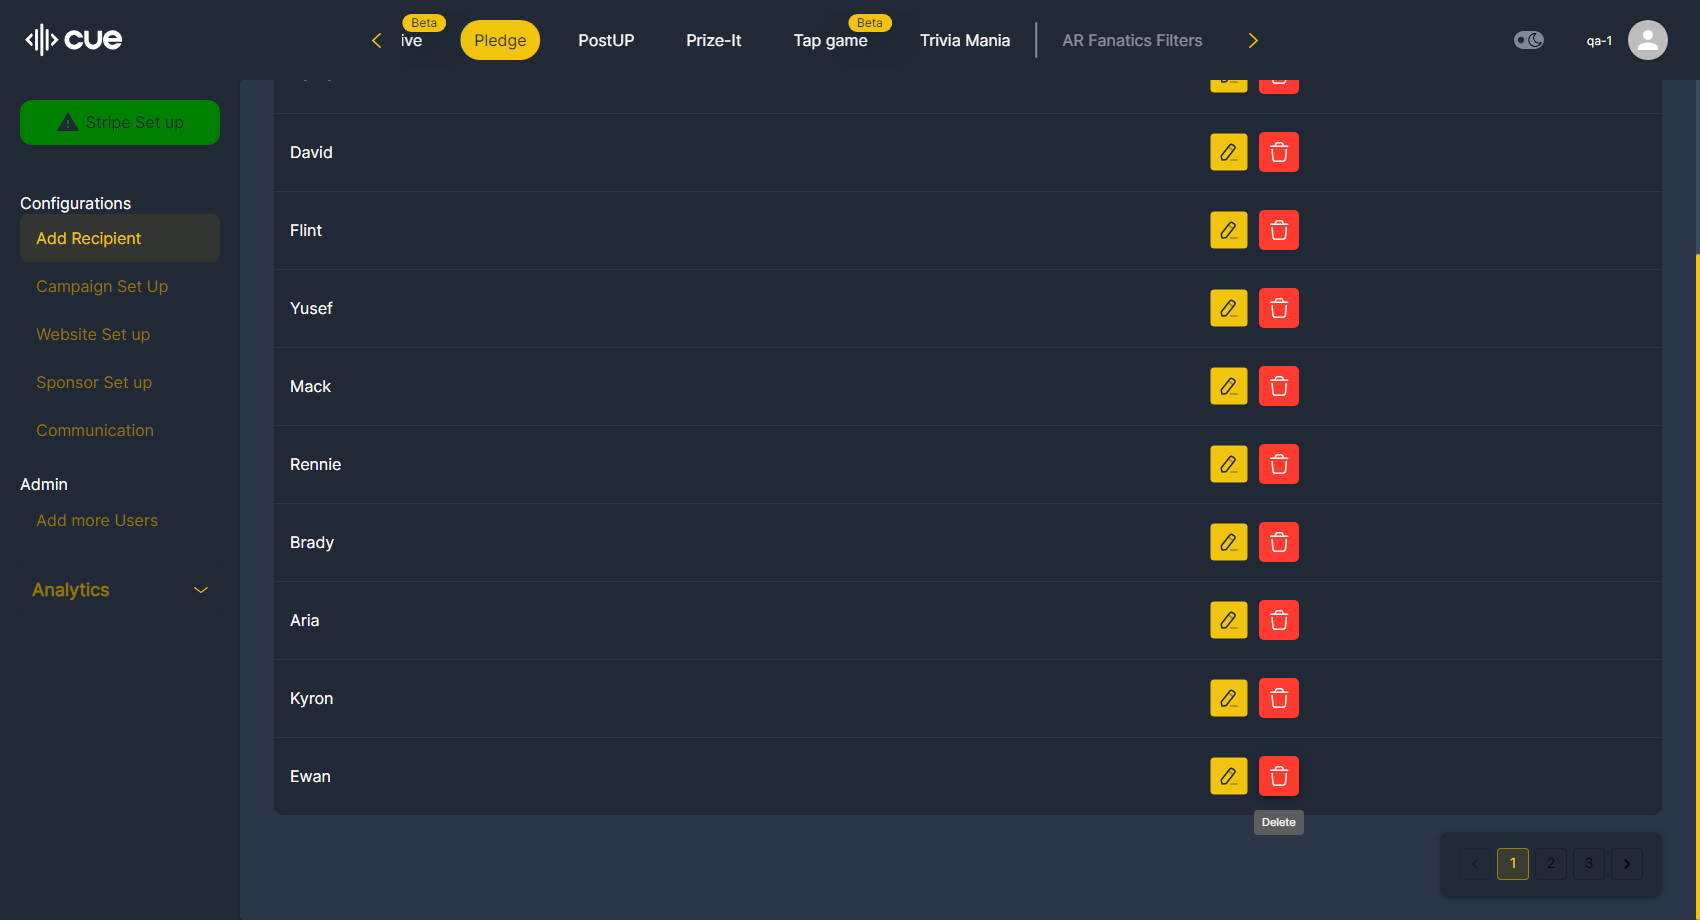 cue
Beta
ive
Pledge
PostUP
Prize-It
Beta
Tap game
Trivia Mania
AR Fanatics Filters
qa-1
Stripe Set up
Configurations
Add Recipient
Campaign Set Up
Website Set up
Sponsor Set up
Communication
Admin
Add more Users
Analytics
David
Flint
Yusef
Mack
Rennie
Brady
Aria
Kyron
Ewan
Delete
1 2 3